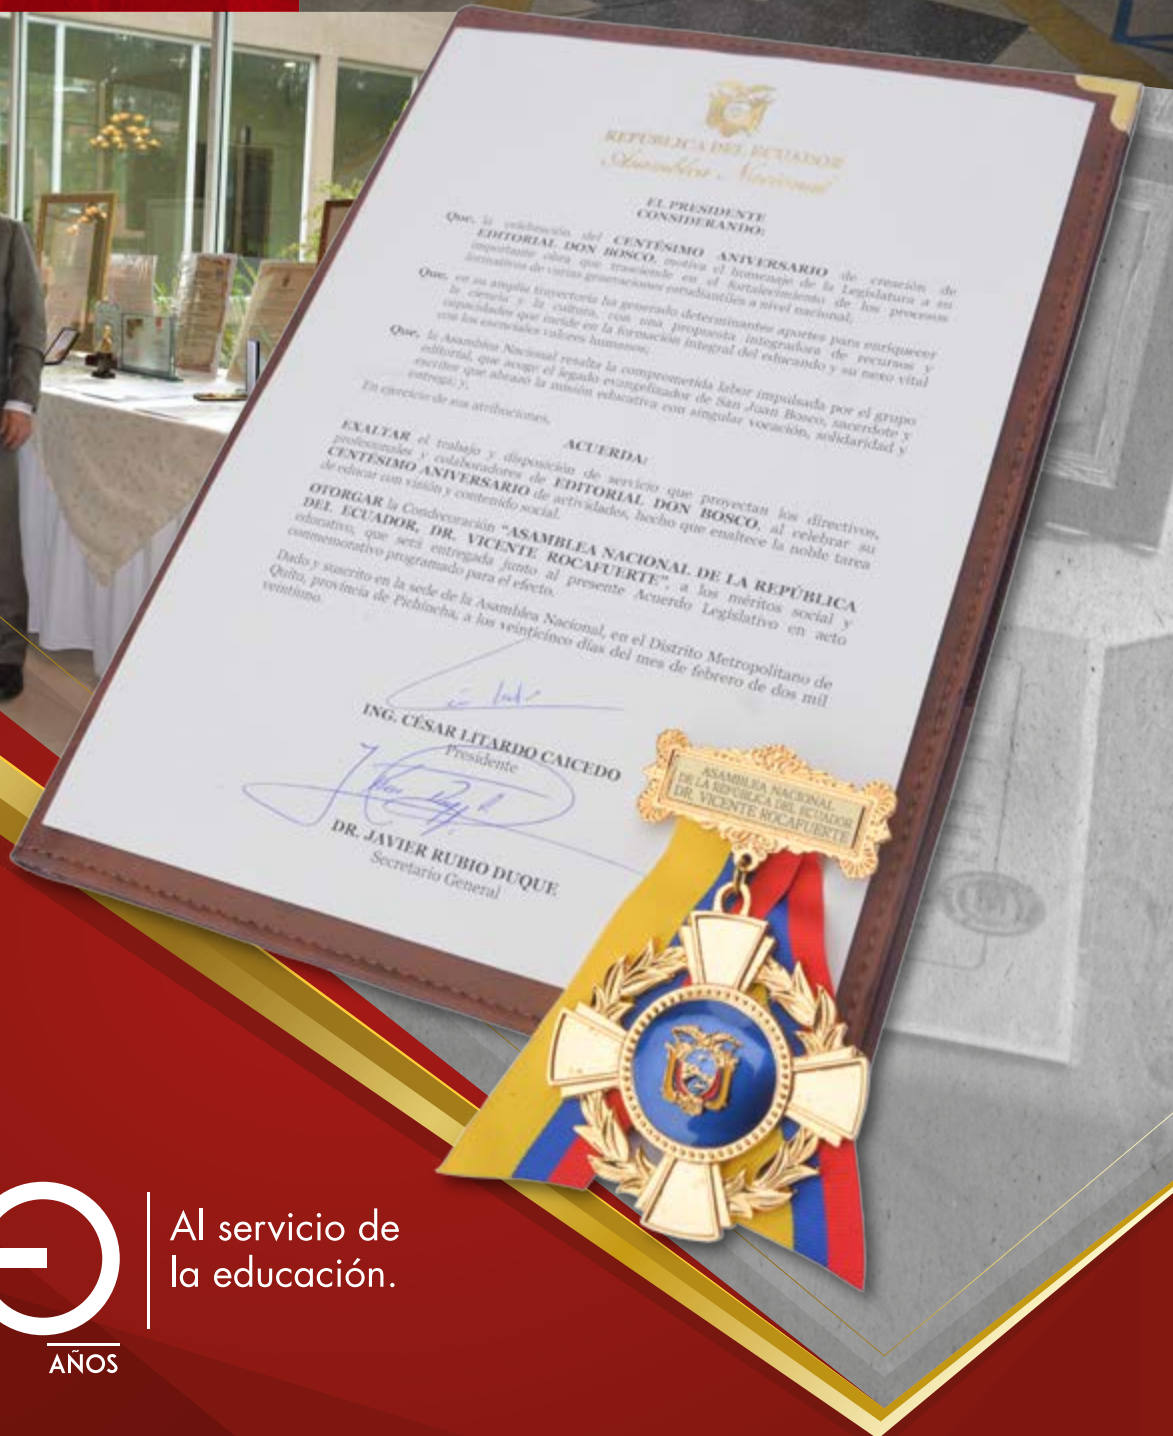 REPÚBLICA DEL ECUADOR
Asamblea Nacional
EL PRESIDENTE
CONSIDERANDO:
Que, la celebración del CENTÉSIMO ANIVERSARIO de creación de
EDITORIAL DON BOSCO, motiva el homenaje de la Legislatura a su
importante obra que trasciende en el fortalecimiento de los procesos
formativos de varias generaciones estudiantiles a nivel nacional;
Que, en su amplia trayectoria ha generado determinantes aportes para enriquecer
la ciencia y la cultura, con una propuesta integradora de recursos y
capacidades que incide en la formación integral del educando y su nexo vital
con los esenciales valores humanos;
Que, la Asamblea Nacional resalta la comprometida labor impulsada por el grupo
editorial, que acoge el legado evangelizador de San Juan Bosco, sacerdote y
escritor que abrazó la misión educativa con singular vocación, solidaridad y
entrega; y,
En ejercicio de sus atribuciones,
ACUERDA:
EXALTAR el trabajo y disposición de servicio que proyectan los directivos,
profesionales y colaboradores de EDITORIAL DON BOSCO, al celebrar su
CENTÉSIMO ANIVERSARIO de actividades, hecho que enaltece la noble tarea
de educar con visión y contenido social.
OTORGAR la Condecoración "ASAMBLEA NACIONAL DE LA REPÚBLICA
DEL ECUADOR, DR. VICENTE ROCAFUERTE", a los méritos social y
educativo, que será entregada junto al presente Acuerdo Legislativo en acto
conmemorativo programado para el efecto.
Dado y suscrito en la sede de la Asamblea Nacional, en el Distrito Metropolitano de
Quito, provincia de Pichincha, a los veinticinco días del mes de febrero de dos mil
veintiuno.
ING. CÉSAR LITARDO CAICEDO
Presidente
DR. JAVIER RUBIO DUQUE
Secretario General
ASAMBLEA NACIONAL
DE LA REPÚBLICA DEL ECUADOR
DR. VICENTE ROCAFUERTE
Al servicio de
la educación.
AÑOS